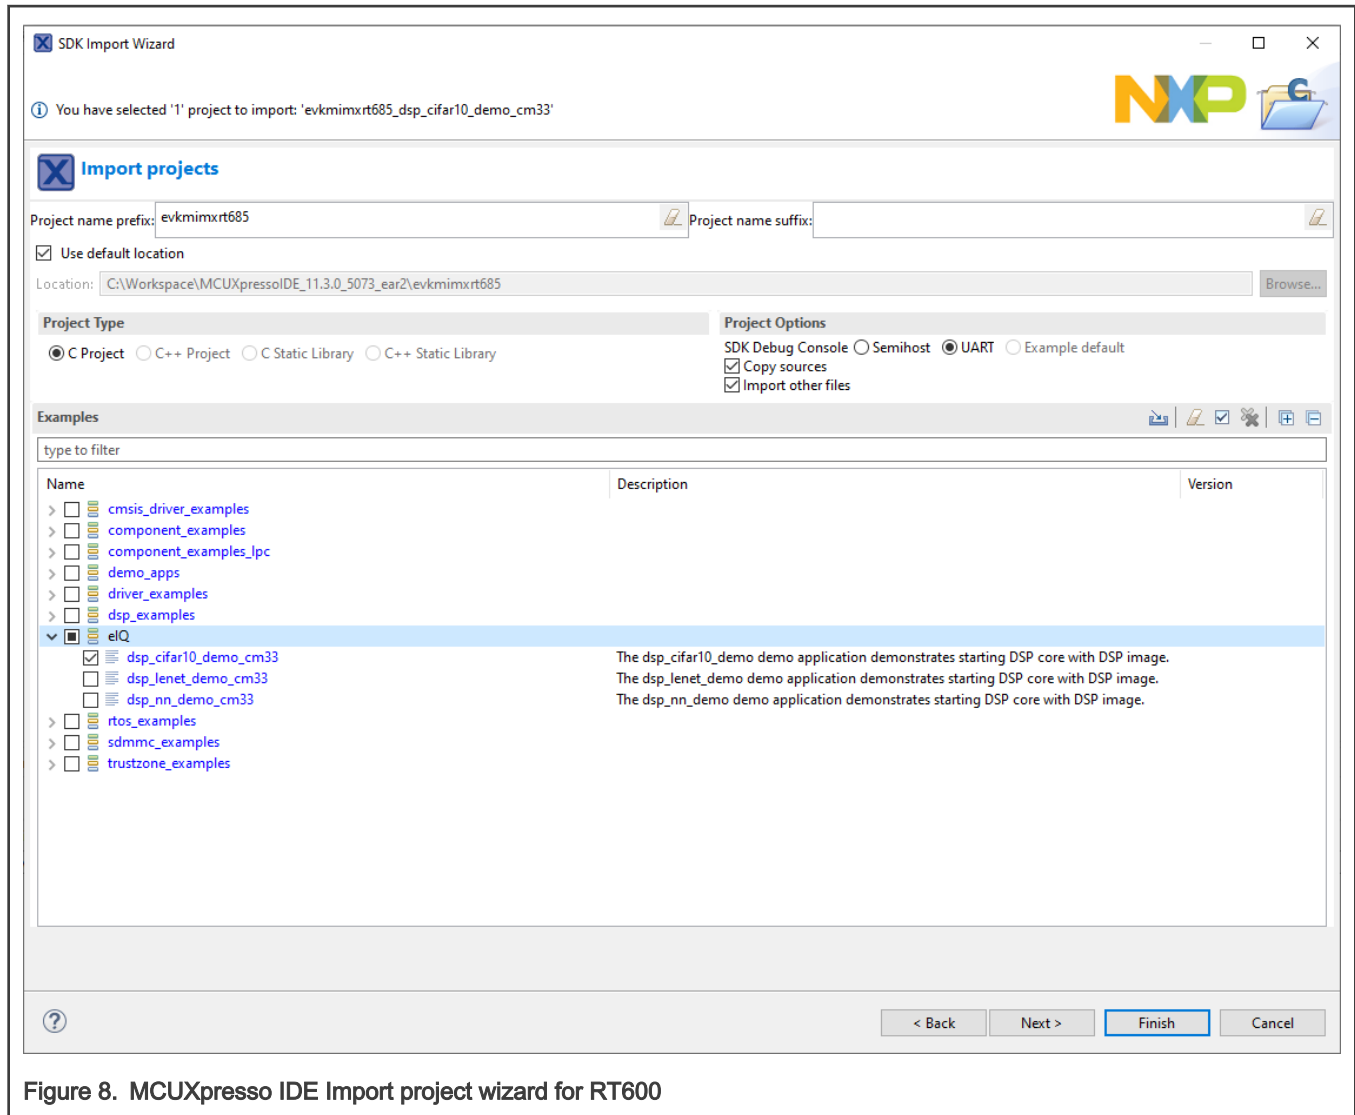 SDK Import Wizard
You have selected '1' project to import: 'evkmimxrt685_dsp_cifar10_demo_cm33'
NXP
C
Import projects
Project name prefix: evkmimxrt685 Project name suffix:
Use default location
Location: C:\Workspace\MCUXpressoIDE_11.3.0_5073_ear2\evkmimxrt685 Browse...
Project Type Project Options
C Project C++ Project C Static Library C++ Static Library SDK Debug Console Semihost UART Example default
Copy sources
Import other files
Examples
type to filter
Name Description Version
cmsis_driver_examples
component_examples
component_examples_lpc
demo_apps
driver_examples
dsp_examples
eIQ
dsp_cifar10_demo_cm33 The dsp_cifar10_demo demo application demonstrates starting DSP core with DSP image.
dsp_lenet_demo_cm33 The dsp_lenet_demo demo application demonstrates starting DSP core with DSP image.
dsp_nn_demo_cm33 The dsp_nn_demo demo application demonstrates starting DSP core with DSP image.
rtos_examples
sdmmc_examples
trustzone_examples
? < Back Next > Finish Cancel
Figure 8. MCUXpresso IDE Import project wizard for RT600